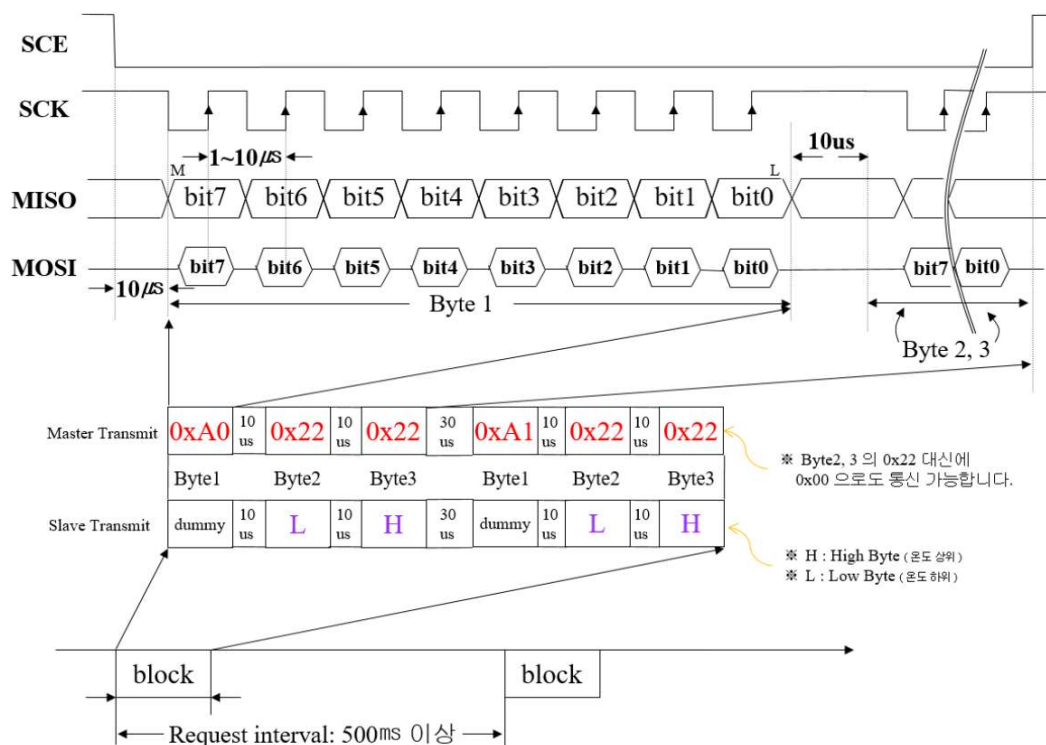 SCE
SCK
1~10㎲
10us
M
L
MISO
bit7 bit6 bit5 bit4 bit3 bit2 bit1 bit0
MOSI
bit7 bit6 bit5 bit4 bit3 bit2 bit1 bit0 bit7 bit0
10㎲
Byte 1
Byte 2, 3
Master Transmit 0xA0 10 us 0x22 10 us 0x22 30 us 0xA1 10 us 0x22 10 us 0x22
※ Byte2, 3 의 0x22 대신에
0x00 으로도 통신 가능합니다.
Byte1 Byte2 Byte3 Byte1 Byte2 Byte3
Slave Transmit dummy 10 us L 10 us H 30 us dummy 10 us L 10 us H
※ H : High Byte ( 온도 상위 )
※ L : Low Byte ( 온도 하위 )
block block
Request interval: 500㎳ 이상